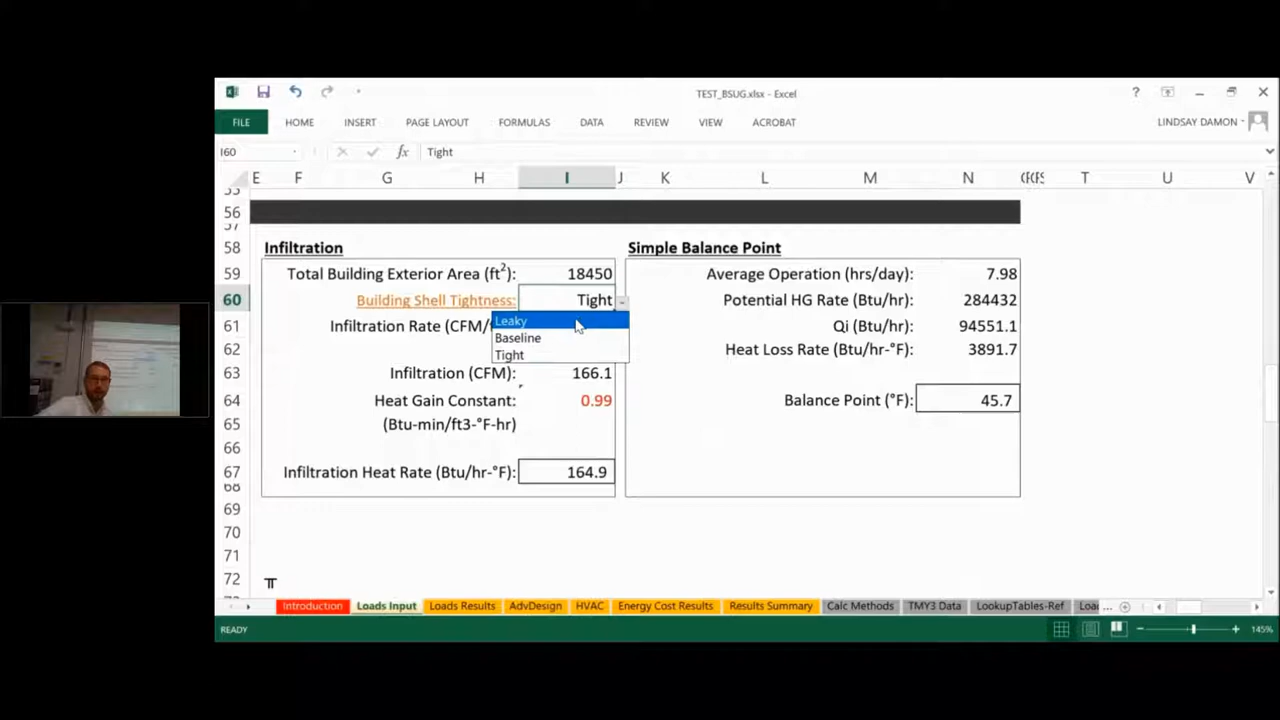 TEST_BSUG.xlsx - Excel
?
FILE HOME INSERT PAGE LAYOUT FORMULAS DATA REVIEW VIEW ACROBAT LINDSAY DAMON
I60 fx Tight
E F G H I J K L M N T U V
56
57
58 Infiltration Simple Balance Point
59 Total Building Exterior Area (ft²): 18450 Average Operation (hrs/day): 7.98
60 Building Shell Tightness: Tight Potential HG Rate (Btu/hr): 284432
Leaky
61 Infiltration Rate (CFM/ Qi (Btu/hr): 94551.1
Baseline
62 Heat Loss Rate (Btu/hr-°F): 3891.7
Tight
63 Infiltration (CFM): 166.1
64 Heat Gain Constant: 0.99 Balance Point (°F): 45.7
65 (Btu-min/ft3-°F-hr)
66
67 Infiltration Heat Rate (Btu/hr-°F): 164.9
68
69
70
71
72
Introduction Loads Input Loads Results AdvDesign HVAC Energy Cost Results Results Summary Calc Methods TMY3 Data LookupTables-Ref Loa ...
READY 145%